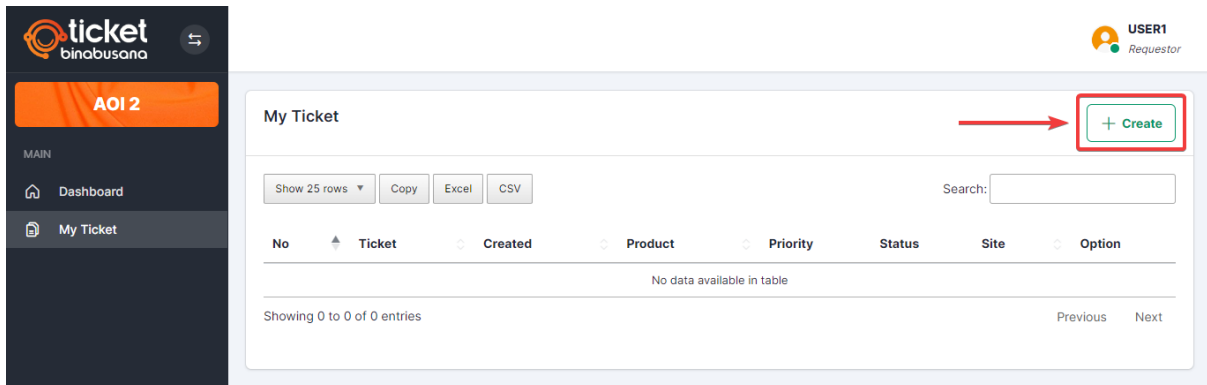 ticket
binabusana
USER1
Requestor
AOI 2
My Ticket
+ Create
MAIN
Dashboard
My Ticket
Show 25 rows ▼ Copy Excel CSV Search:
No Ticket Created Product Priority Status Site Option
No data available in table
Showing 0 to 0 of 0 entries Previous Next